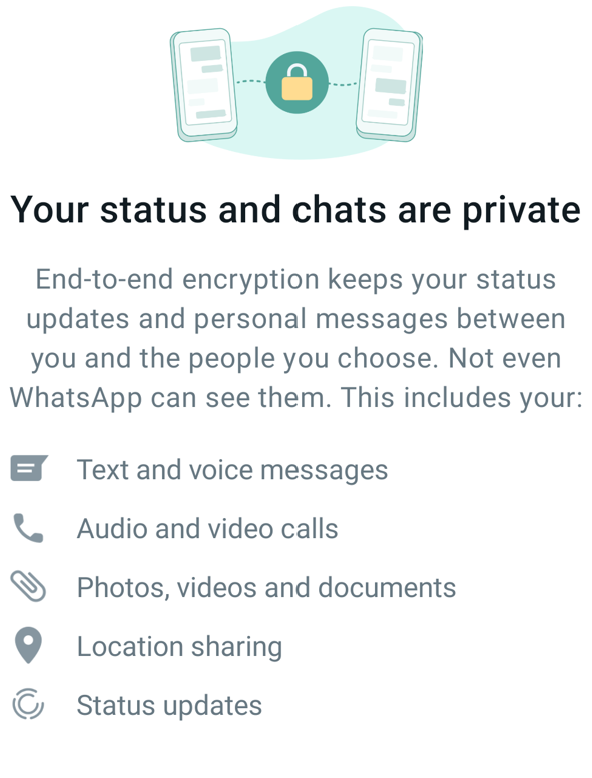 Your status and chats are private
End-to-end encryption keeps your status
updates and personal messages between
you and the people you choose. Not even
WhatsApp can see them. This includes your:
Text and voice messages
Audio and video calls
Photos, videos and documents
Location sharing
Status updates